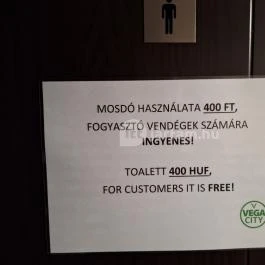 MOSDÓ HASZNÁLATA 400 FT,
FOGYASZTÓ VENDÉGEK SZÁMÁRA
INGYENES!
TOALETT 400 HUF,
FOR CUSTOMERS IT IS FREE!
VEGA
CITY